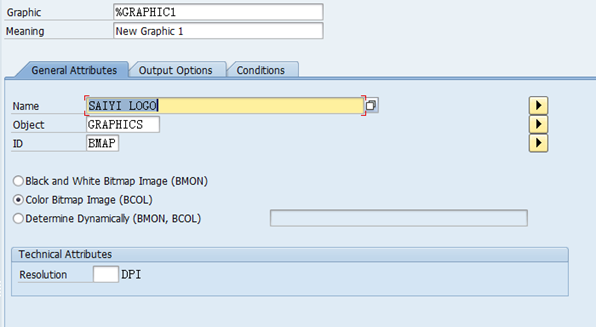 Graphic %GRAPHIC1
Meaning New Graphic 1
General Attributes Output Options Conditions
Name SAIYI LOGO
Object GRAPHICS
ID BMAP
Black and White Bitmap Image (BMON)
Color Bitmap Image (BCOL)
Determine Dynamically (BMON, BCOL)
Technical Attributes
Resolution DPI